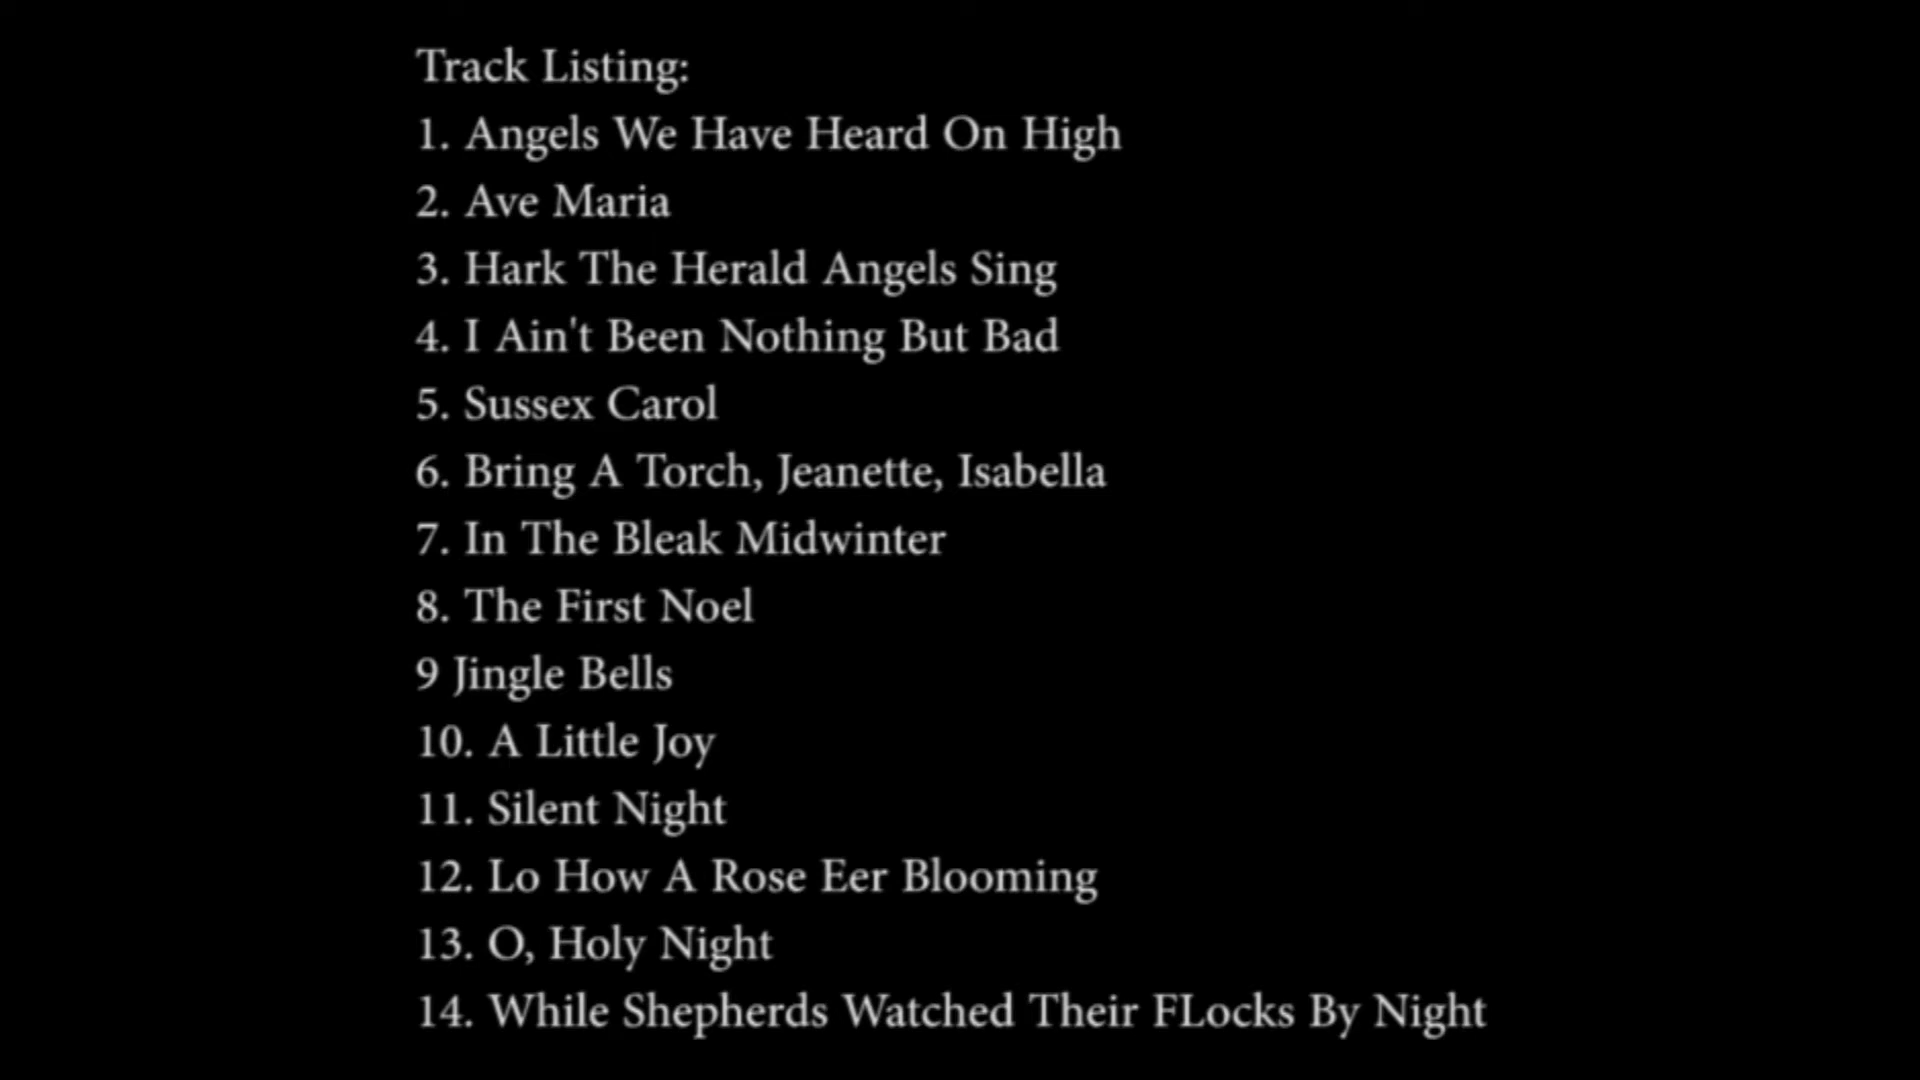 Track Listing:
1. Angels We Have Heard On High
2. Ave Maria
3. Hark The Herald Angels Sing
4. I Ain't Been Nothing But Bad
5. Sussex Carol
6. Bring A Torch, Jeanette, Isabella
7. In The Bleak Midwinter
8. The First Noel
9 Jingle Bells
10. A Little Joy
11. Silent Night
12. Lo How A Rose Eer Blooming
13. O, Holy Night
14. While Shepherds Watched Their FLocks By Night